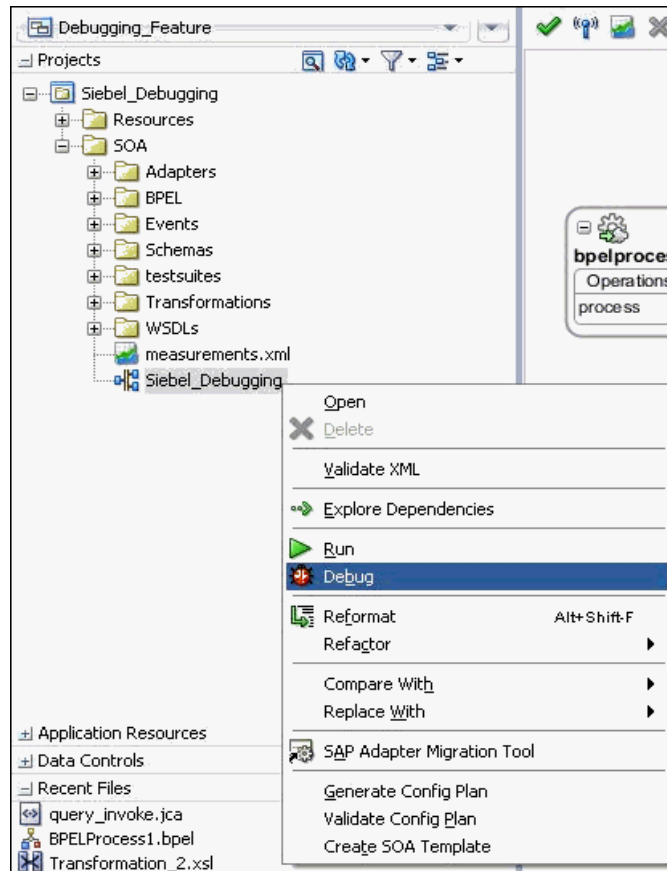 Debugging_Feature
Projects
Siebel_Debugging
Resources
SOA
Adapters
BPEL
Events
Schemas
testsuites
Transformations
WSDLs
measurements.xml
Siebel_Debugging
bpelproces
Operations
process
Open
Delete
Validate XML
Explore Dependencies
Run
Debug
Reformat Alt+Shift-F
Refactor
Compare With
Replace With
SAP Adapter Migration Tool
Generate Config Plan
Validate Config Plan
Create SOA Template
Application Resources
Data Controls
Recent Files
query_invoke.jca
BPELProcess1.bpel
Transformation_2.xsl